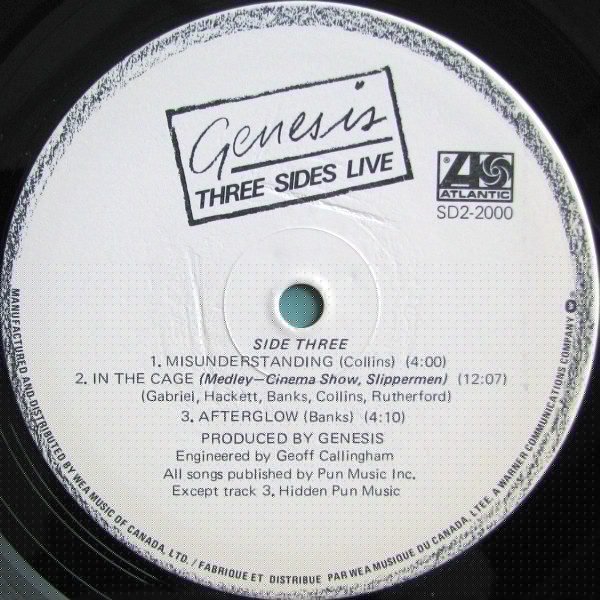 Genesis
THREE SIDES LIVE
ATLANTIC
SD2-2000
SIDE THREE
1. MISUNDERSTANDING (Collins) (4:00)
2. IN THE CAGE (Medley—Cinema Show, Slippermen) (12:07)
(Gabriel, Hackett, Banks, Collins, Rutherford)
3. AFTERGLOW (Banks) (4:10)
PRODUCED BY GENESIS
Engineered by Geoff Callingham
All songs published by Pun Music Inc.
Except track 3. Hidden Pun Music
MANUFACTURED AND DISTRIBUTED BY WEA MUSIC OF CANADA, LTD. / FABRIQUE ET DISTRIBUE PAR WEA MUSIQUE DU CANADA, LTEE. A WARNER COMMUNICATIONS COMPANY